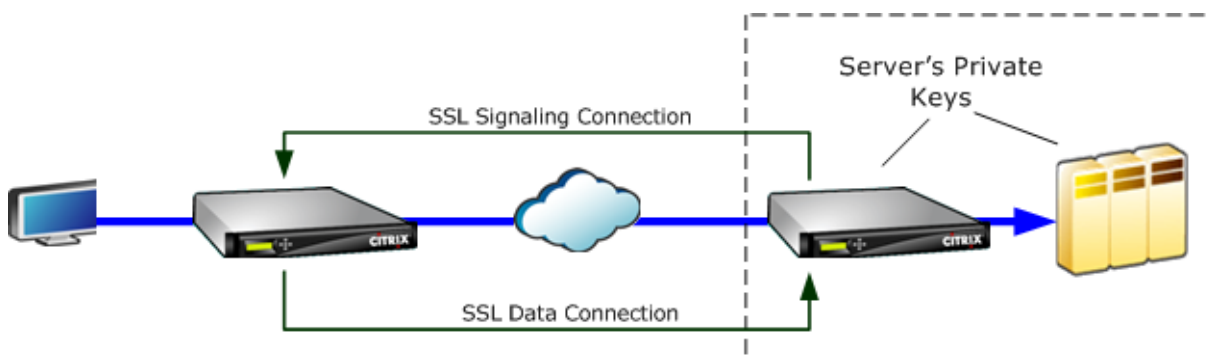 Server's Private
Keys
SSL Signaling Connection
CITRIX
CITRIX
SSL Data Connection